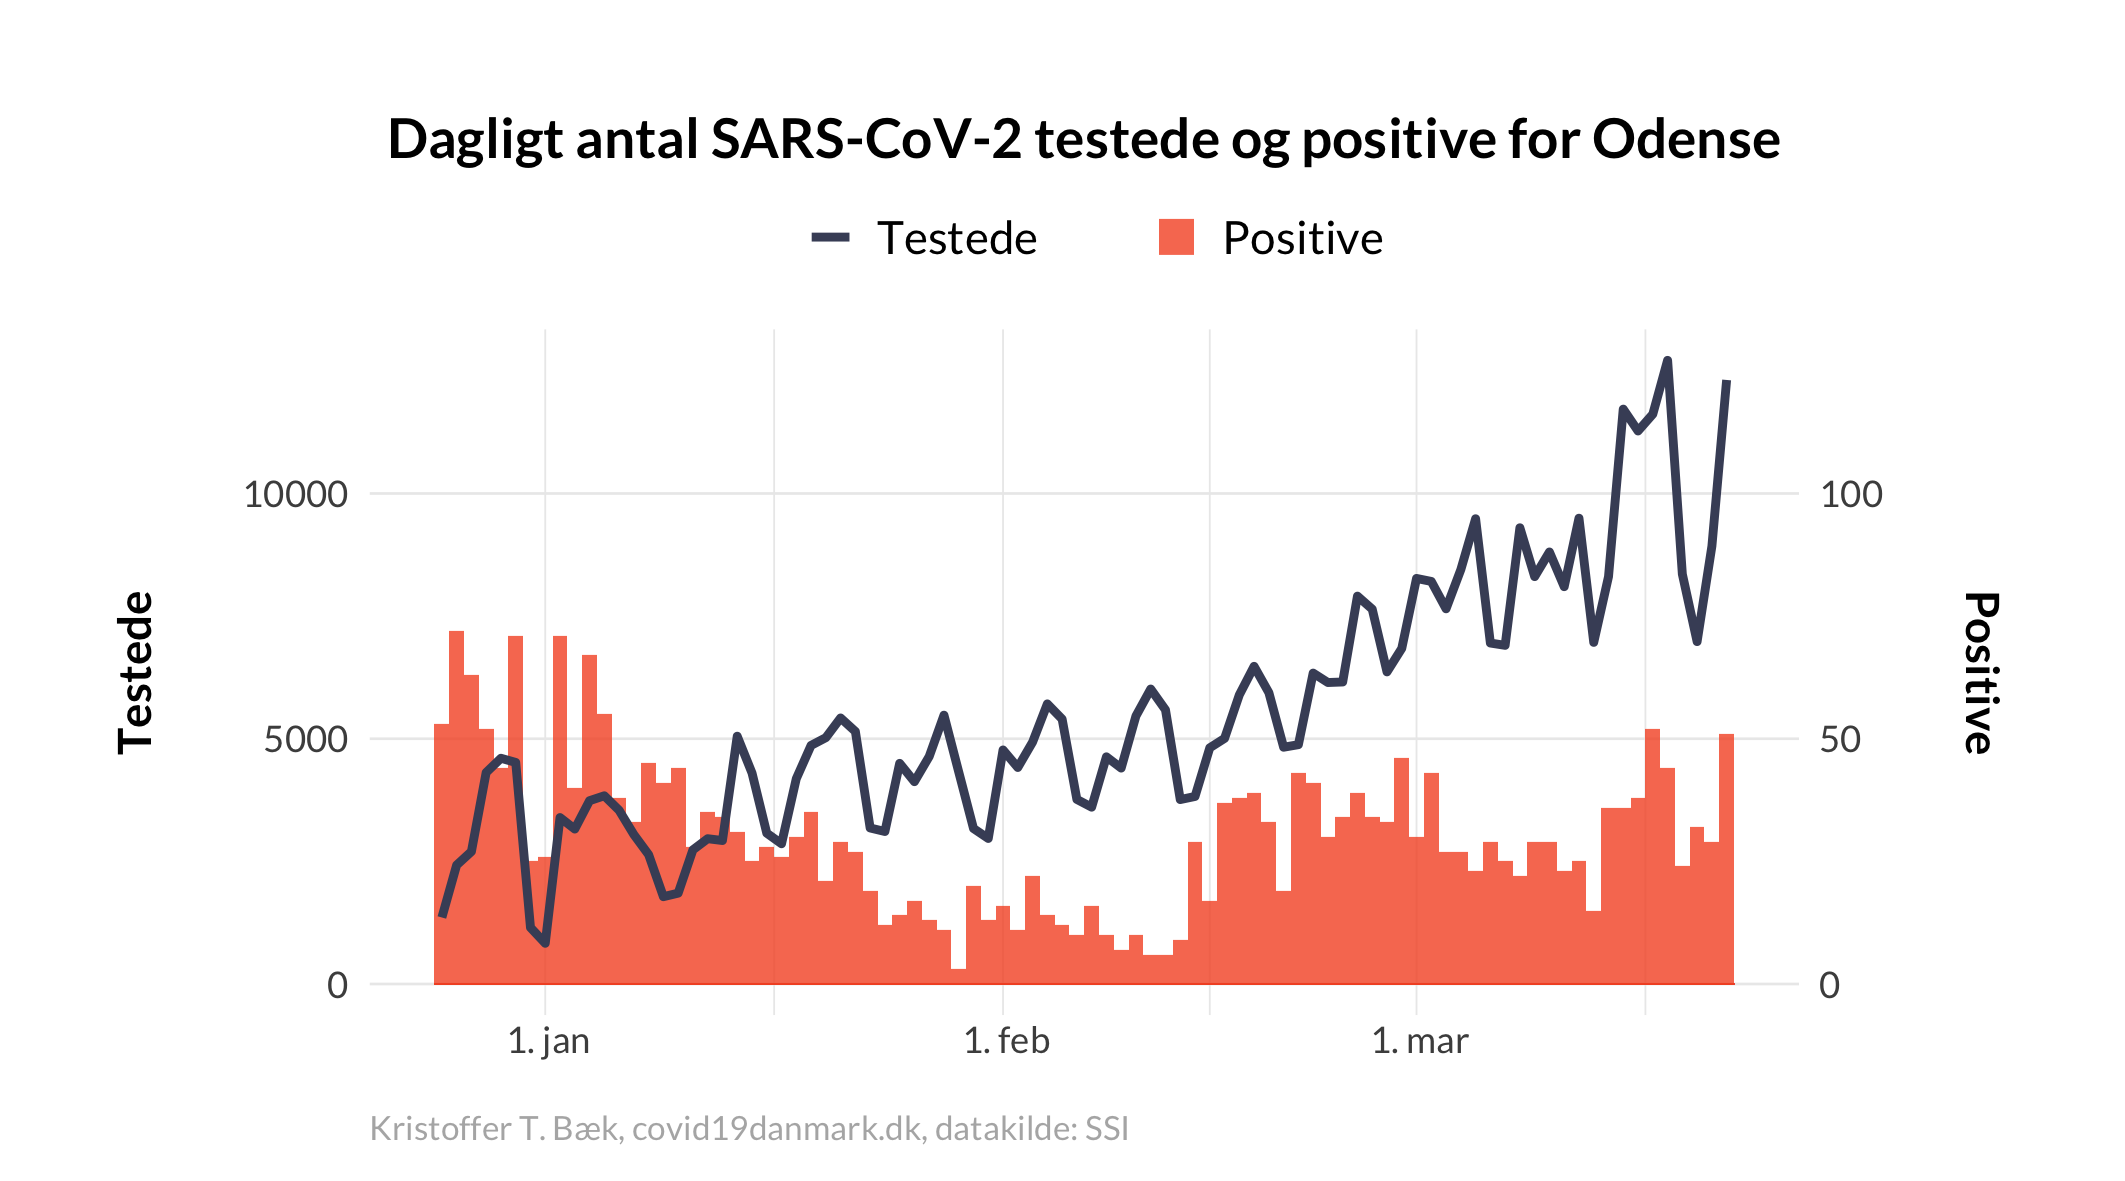 Dagligt antal SARS-CoV-2 testede og positive for Odense
Testede
Positive
10000
5000
0
100
50
0
Testede
Positive
1. jan
1. feb
1. mar
Kristoffer T. Bæk, covid19danmark.dk, datakilde: SSI